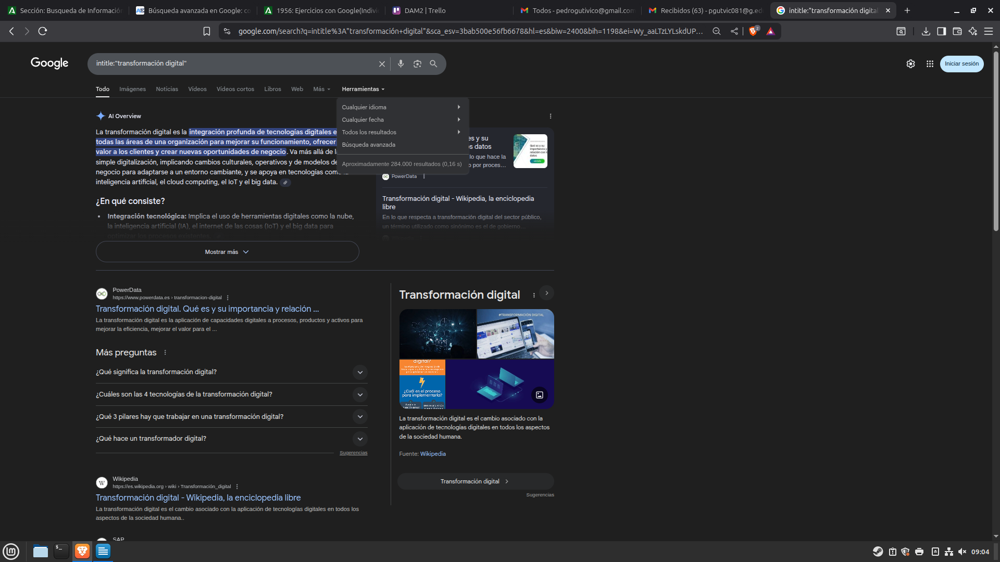 Sección: Busqueda de Información
Búsqueda avanzada en Google: co
1956: Ejercicios con Google(Indivi
DAM2 | Trello
Todos - pedrogutivico@gmail.com
Recibidos (63) - pgutvic081@g.ed
intitle:"transformación digital"
google.com/search?q=intitle%3A"transformación+digital"&sca_esv=3bab500e56fb6678&hl=es&biw=2400&bih=1198&ei=Wy_aaLTzLYLskdUP...
2
Google
intitle:"transformación digital"
Iniciar sesión
Todo
Imágenes
Noticias
Vídeos
Vídeos cortos
Libros
Web
Más
Herramientas
Cualquier idioma
Cualquier fecha
Todos los resultados
Búsqueda avanzada
Aproximadamente 284.000 resultados (0,16 s)
AI Overview
La transformación digital es la integración profunda de tecnologías digitales e
todas las áreas de una organización para mejorar su funcionamiento, ofrecer
valor a los clientes y crear nuevas oportunidades de negocio. Va más allá de la
simple digitalización, implicando cambios culturales, operativos y de modelos de
negocio para adaptarse a un entorno cambiante, y se apoya en tecnologías como la
inteligencia artificial, el cloud computing, el IoT y el big data.
¿En qué consiste?
Integración tecnológica: Implica el uso de herramientas digitales como la nube,
la inteligencia artificial (IA), el internet de las cosas (IoT) y el big data para
optimizar los procesos existentes.
Mostrar más
es y su
os datos
lo que hace la
o por proces...
Qué es y su
importancia y
relación con los
datos
PowerData
Transformación digital - Wikipedia, la enciclopedia
libre
En lo que respecta a transformación digital del sector público,
un término utilizado como sinónimo es el de gobierno...
PowerData
https://www.powerdata.es › transformacion-digital
Transformación digital. Qué es y su importancia y relación ...
La transformación digital es la aplicación de capacidades digitales a procesos, productos y activos para
mejorar la eficiencia, mejorar el valor para el ...
Más preguntas
¿Qué significa la transformación digital?
¿Cuáles son las 4 tecnologías de la transformación digital?
¿Qué 3 pilares hay que trabajar en una transformación digital?
¿Qué hace un transformador digital?
Sugerencias
Wikipedia
https://es.wikipedia.org › wiki › Transformación_digital
Transformación digital - Wikipedia, la enciclopedia libre
La transformación digital es el cambio asociado con la aplicación de tecnologías digitales en todos los
aspectos de la sociedad humana..
SAP
Transformación digital
#TRANSFORMACIÓN DIGITAL
digital?
¿Cuál es el proceso
para implementarla?
La transformación digital es el cambio asociado con la
aplicación de tecnologías digitales en todos los aspectos
de la sociedad humana.
Fuente: Wikipedia
Transformación digital
Sugerencias
09:04